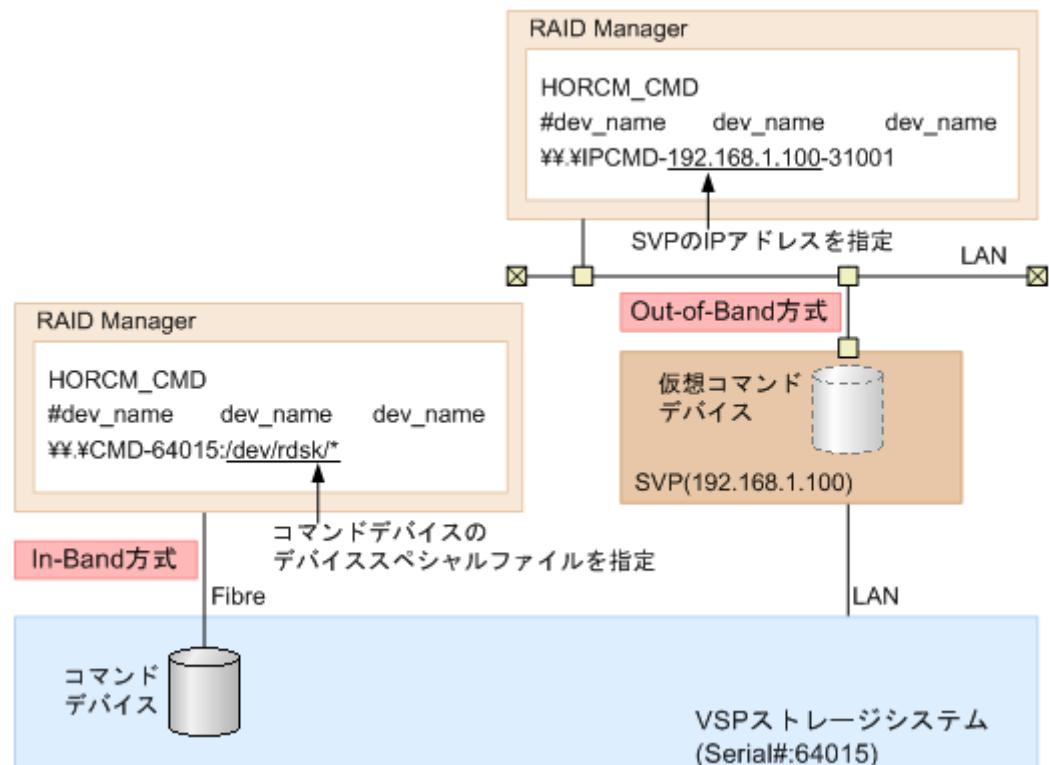 RAID Manager
HORCM_CMD
#dev_name dev_name dev_name
¥¥.¥IPCMD-192.168.1.100-31001
SVPのIPアドレスを指定
LAN
Out-of-Band方式
仮想コマンド
デバイス
SVP(192.168.1.100)
LAN
RAID Manager
HORCM_CMD
#dev_name dev_name dev_name
¥¥.¥CMD-64015:/dev/rdsk/*
コマンドデバイスの
デバイススペシャルファイルを指定
In-Band方式
Fibre
コマンド
デバイス
VSPストレージシステム
(Serial#:64015)